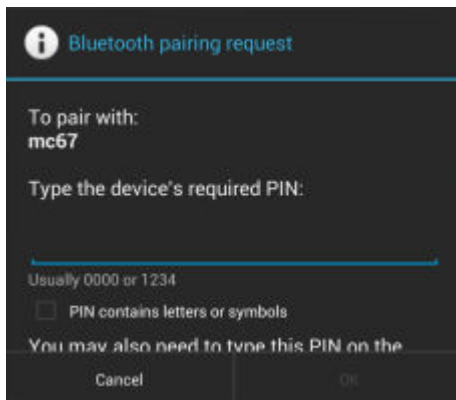 Bluetooth pairing request
To pair with:
mc67
Type the device's required PIN:
Usually 0000 or 1234
PIN contains letters or symbols
You may also need to type this PIN on the
Cancel
OK